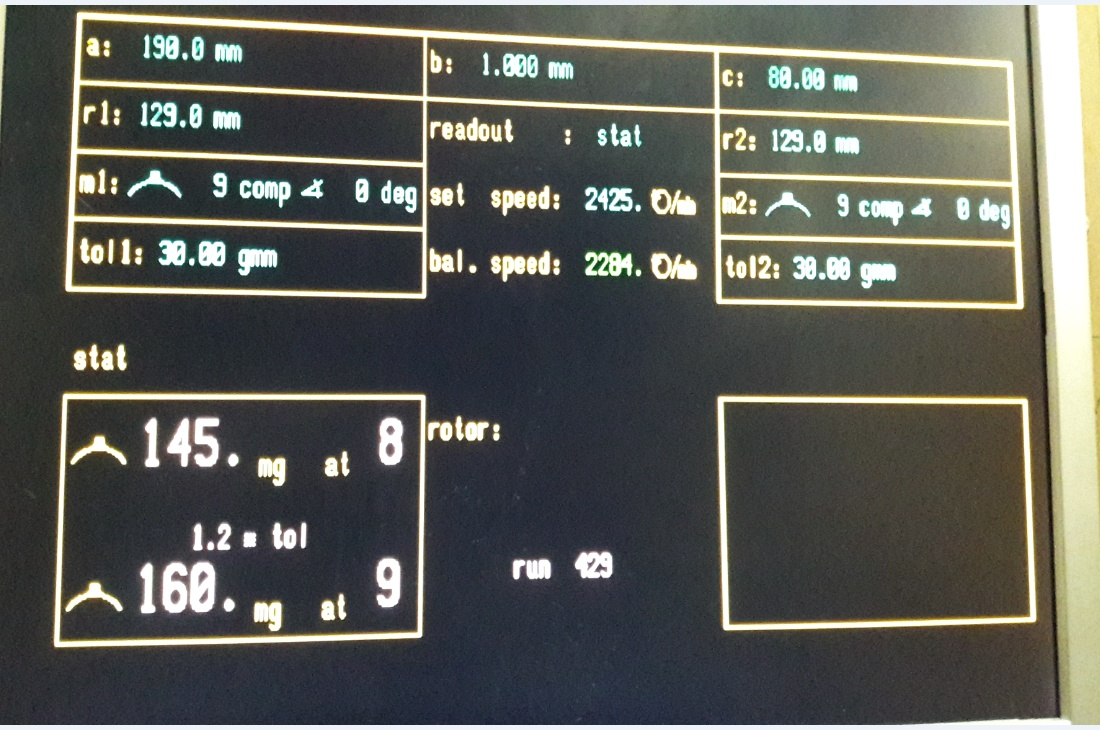 a: 190.0 mm
b: 1.000 mm
c: 80.00 mm
r1: 129.0 mm
readout : stat
r2: 129.0 mm
m1: 9 comp ∡ 0 deg
set speed: 2425.
m2: 9 comp ∡ 0 deg
tol1: 30.00 gmm
bal. speed: 2284.
tol2: 30.00 gmm
stat
145. mg at 8
rotor:
1.2 * tol
run 429
160. mg at 9